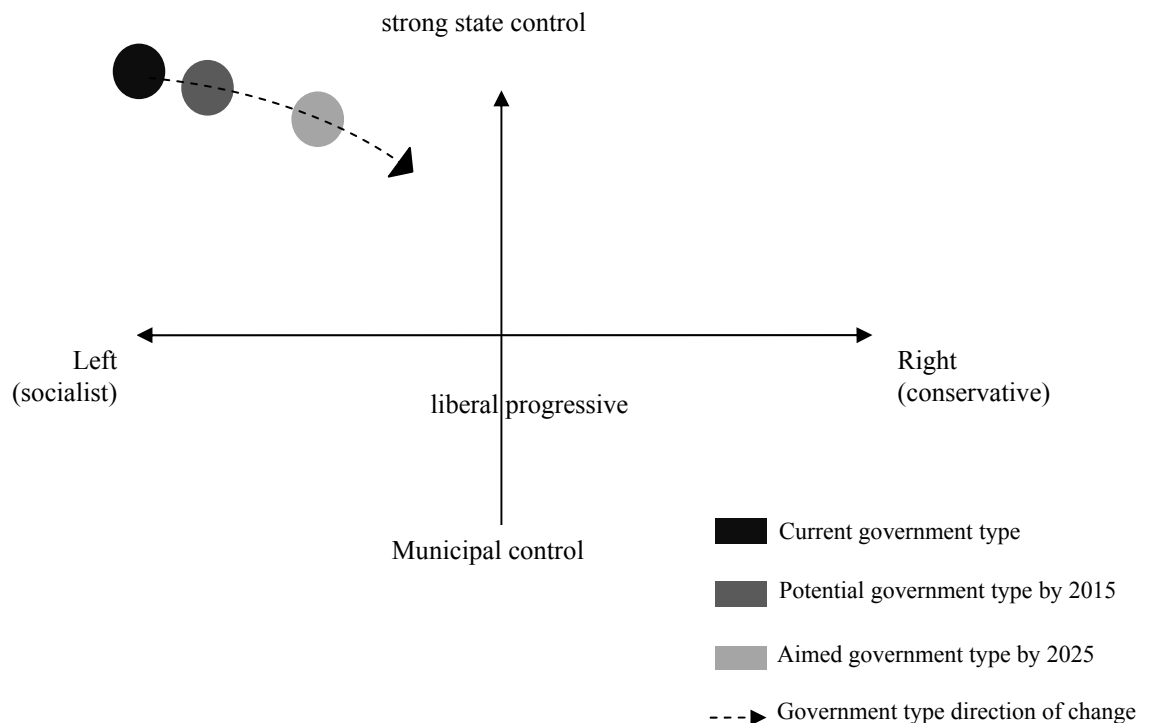 strong state control
Left
(socialist)
Right
(conservative)
liberal progressive
Municipal control
Current government type
Potential government type by 2015
Aimed government type by 2025
Government type direction of change